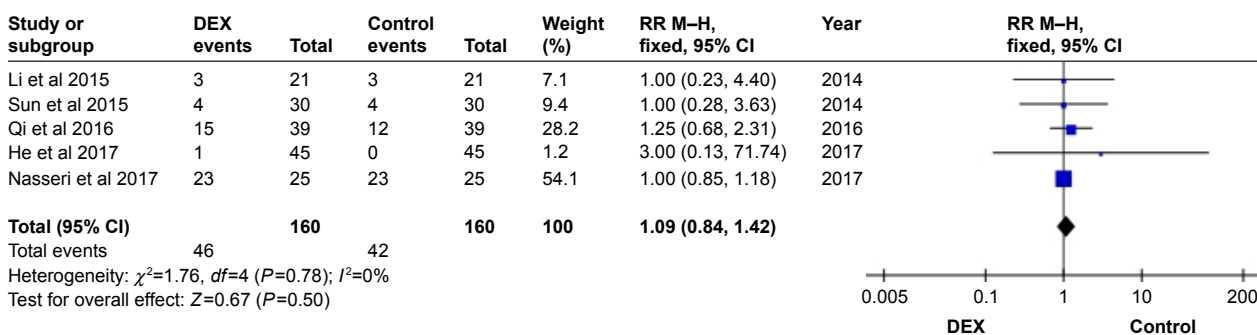 Study or subgroup DEX events Total Control events Total Weight (%) RR M–H, fixed, 95% CI Year RR M–H, fixed, 95% CI
Li et al 2015 3 21 3 21 7.1 1.00 (0.23, 4.40) 2014
Sun et al 2015 4 30 4 30 9.4 1.00 (0.28, 3.63) 2014
Qi et al 2016 15 39 12 39 28.2 1.25 (0.68, 2.31) 2016
He et al 2017 1 45 0 45 1.2 3.00 (0.13, 71.74) 2017
Nasseri et al 2017 23 25 23 25 54.1 1.00 (0.85, 1.18) 2017
Total (95% CI) 160 160 100 1.09 (0.84, 1.42)
Total events 46 42
Heterogeneity: χ²=1.76, df=4 (P=0.78); I²=0%
Test for overall effect: Z=0.67 (P=0.50)
0.005 0.1 1 10 200
DEX Control